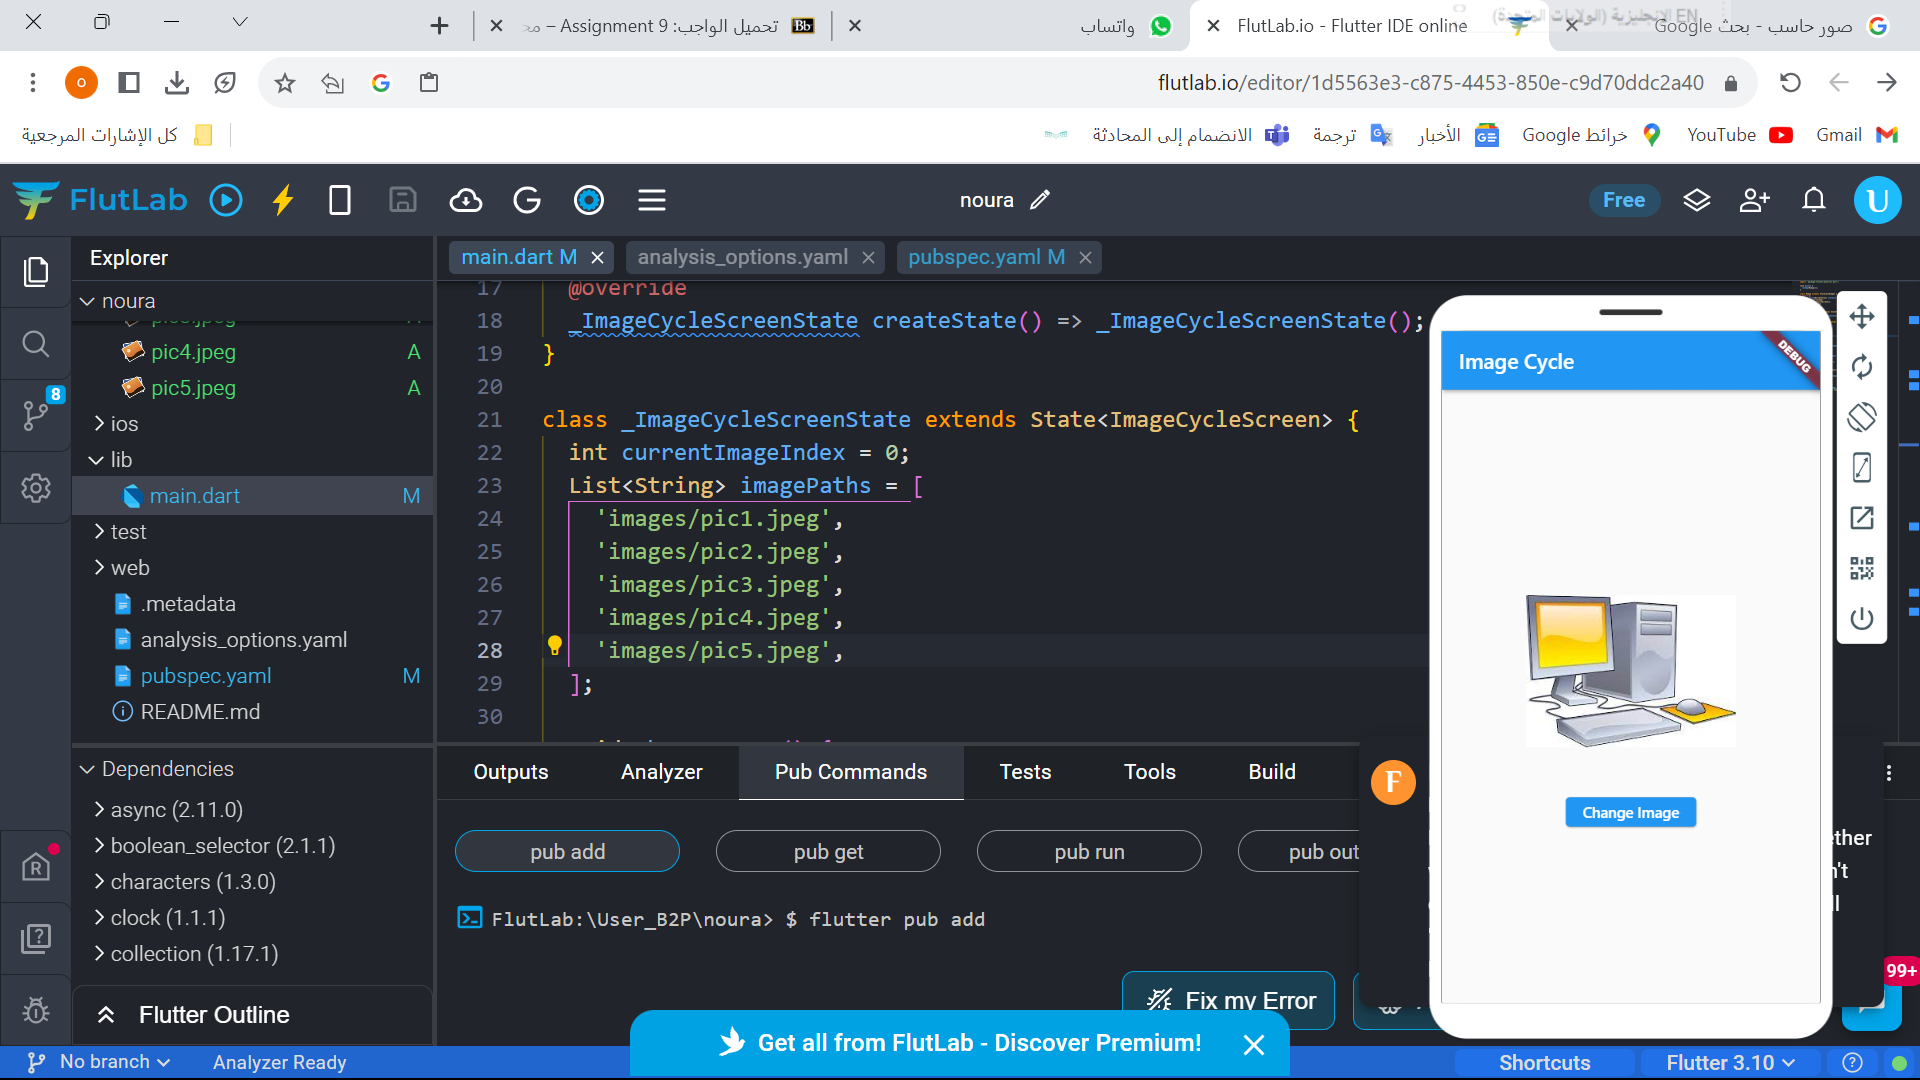 تحميل الواجب: Assignment 9 –
واتساب
FlutLab.io - Flutter IDE online
صور حاسب - بحث Google
flutlab.io/editor/1d5563e3-c875-4453-850e-c9d70ddc2a40
كل الإشارات المرجعية
الانضمام إلى المحادثة
ترجمة
الأخبار
خرائط Google
YouTube
Gmail
FlutLab
noura
Free
U
Explorer
main.dart M
analysis_options.yaml
pubspec.yaml M
noura
pic4.jpeg A
pic5.jpeg A
ios
lib
main.dart M
test
web
.metadata
analysis_options.yaml
pubspec.yaml M
README.md
8
17 @override
18 _ImageCycleScreenState createState() => _ImageCycleScreenState();
19 }
20
21 class _ImageCycleScreenState extends State<ImageCycleScreen> {
22 int currentImageIndex = 0;
23 List<String> imagePaths = [
24 'images/pic1.jpeg',
25 'images/pic2.jpeg',
26 'images/pic3.jpeg',
27 'images/pic4.jpeg',
28 'images/pic5.jpeg',
29 ];
30
Image Cycle
DEBUG
Change Image
Dependencies
async (2.11.0)
boolean_selector (2.1.1)
characters (1.3.0)
clock (1.1.1)
collection (1.17.1)
Flutter Outline
Outputs
Analyzer
Pub Commands
Tests
Tools
Build
pub add
pub get
pub run
pub out
FlutLab:\User_B2P\noura> $ flutter pub add
F
99+
Fix my Error
Get all from FlutLab - Discover Premium!
No branch
Analyzer Ready
Shortcuts
Flutter 3.10